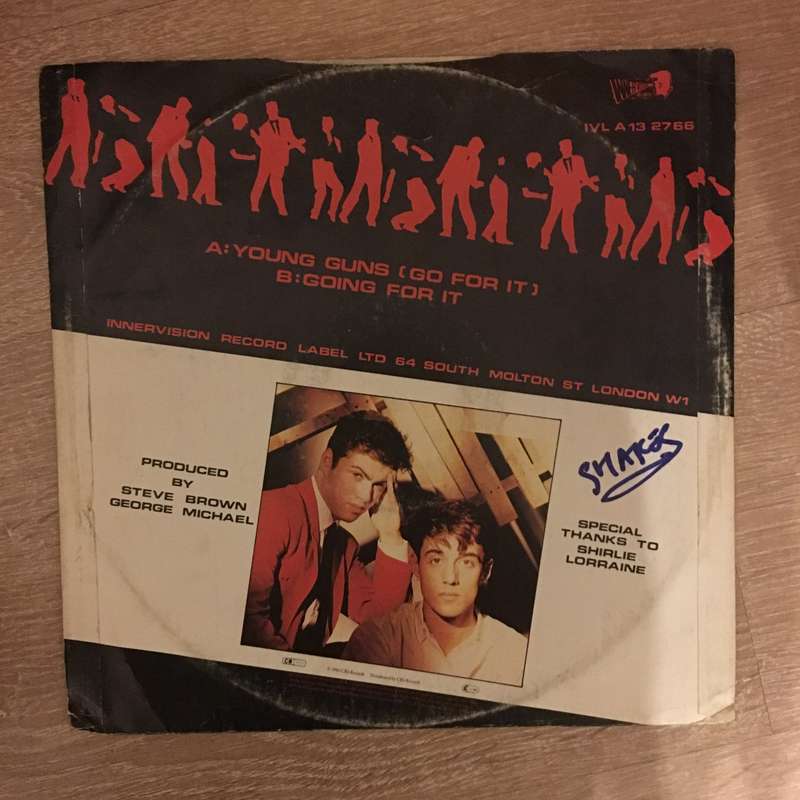 IVL A13 2766
A:YOUNG GUNS (GO FOR IT)
B:GOING FOR IT
INNERVISION RECORD LABEL LTD 64 SOUTH MOLTON ST LONDON W1
PRODUCED
BY
STEVE BROWN
GEORGE MICHAEL
SPECIAL
THANKS TO
SHIRLIE
LORRAINE